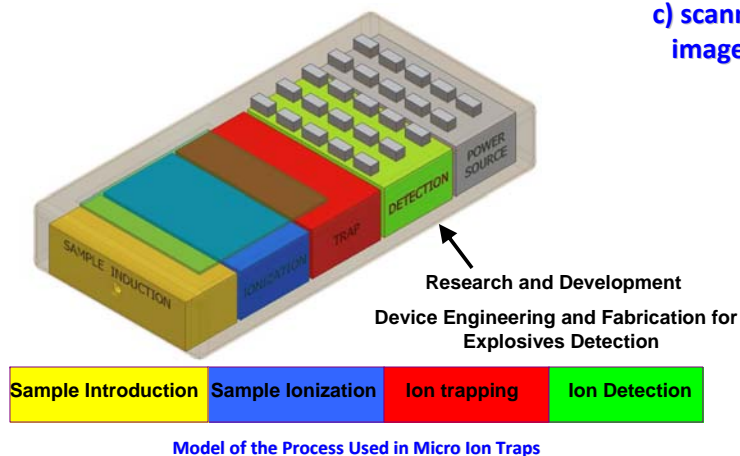 c) scann
image
POWER
SOURCE
DETECTION
TRAP
IONIZATION
SAMPLE INDUCTION
Research and Development
Device Engineering and Fabrication for
Explosives Detection
Sample Introduction Sample Ionization Ion trapping Ion Detection
Model of the Process Used in Micro Ion Traps